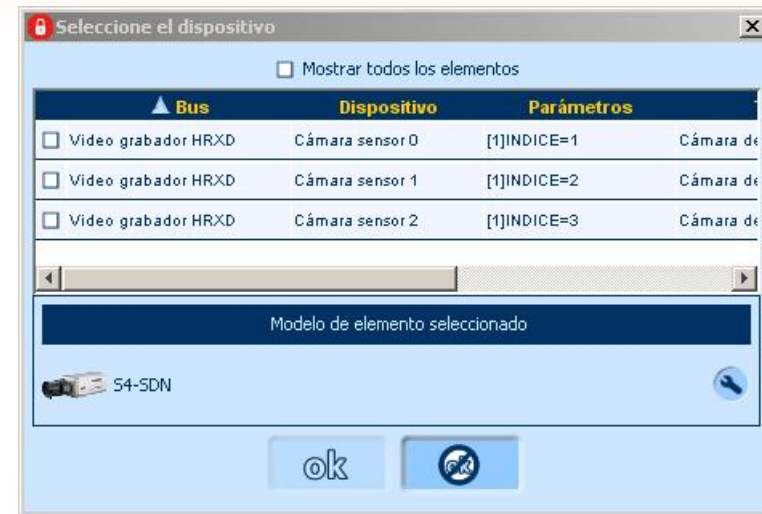 Seleccione el dispositivo
Mostrar todos los elementos
Bus Dispositivo Parámetros
Video grabador HRXD Cámara sensor 0 [1]INDICE=1 Cámara de
Video grabador HRXD Cámara sensor 1 [1]INDICE=2 Cámara de
Video grabador HRXD Cámara sensor 2 [1]INDICE=3 Cámara de
Modelo de elemento seleccionado
S4-SDN
ok
ok